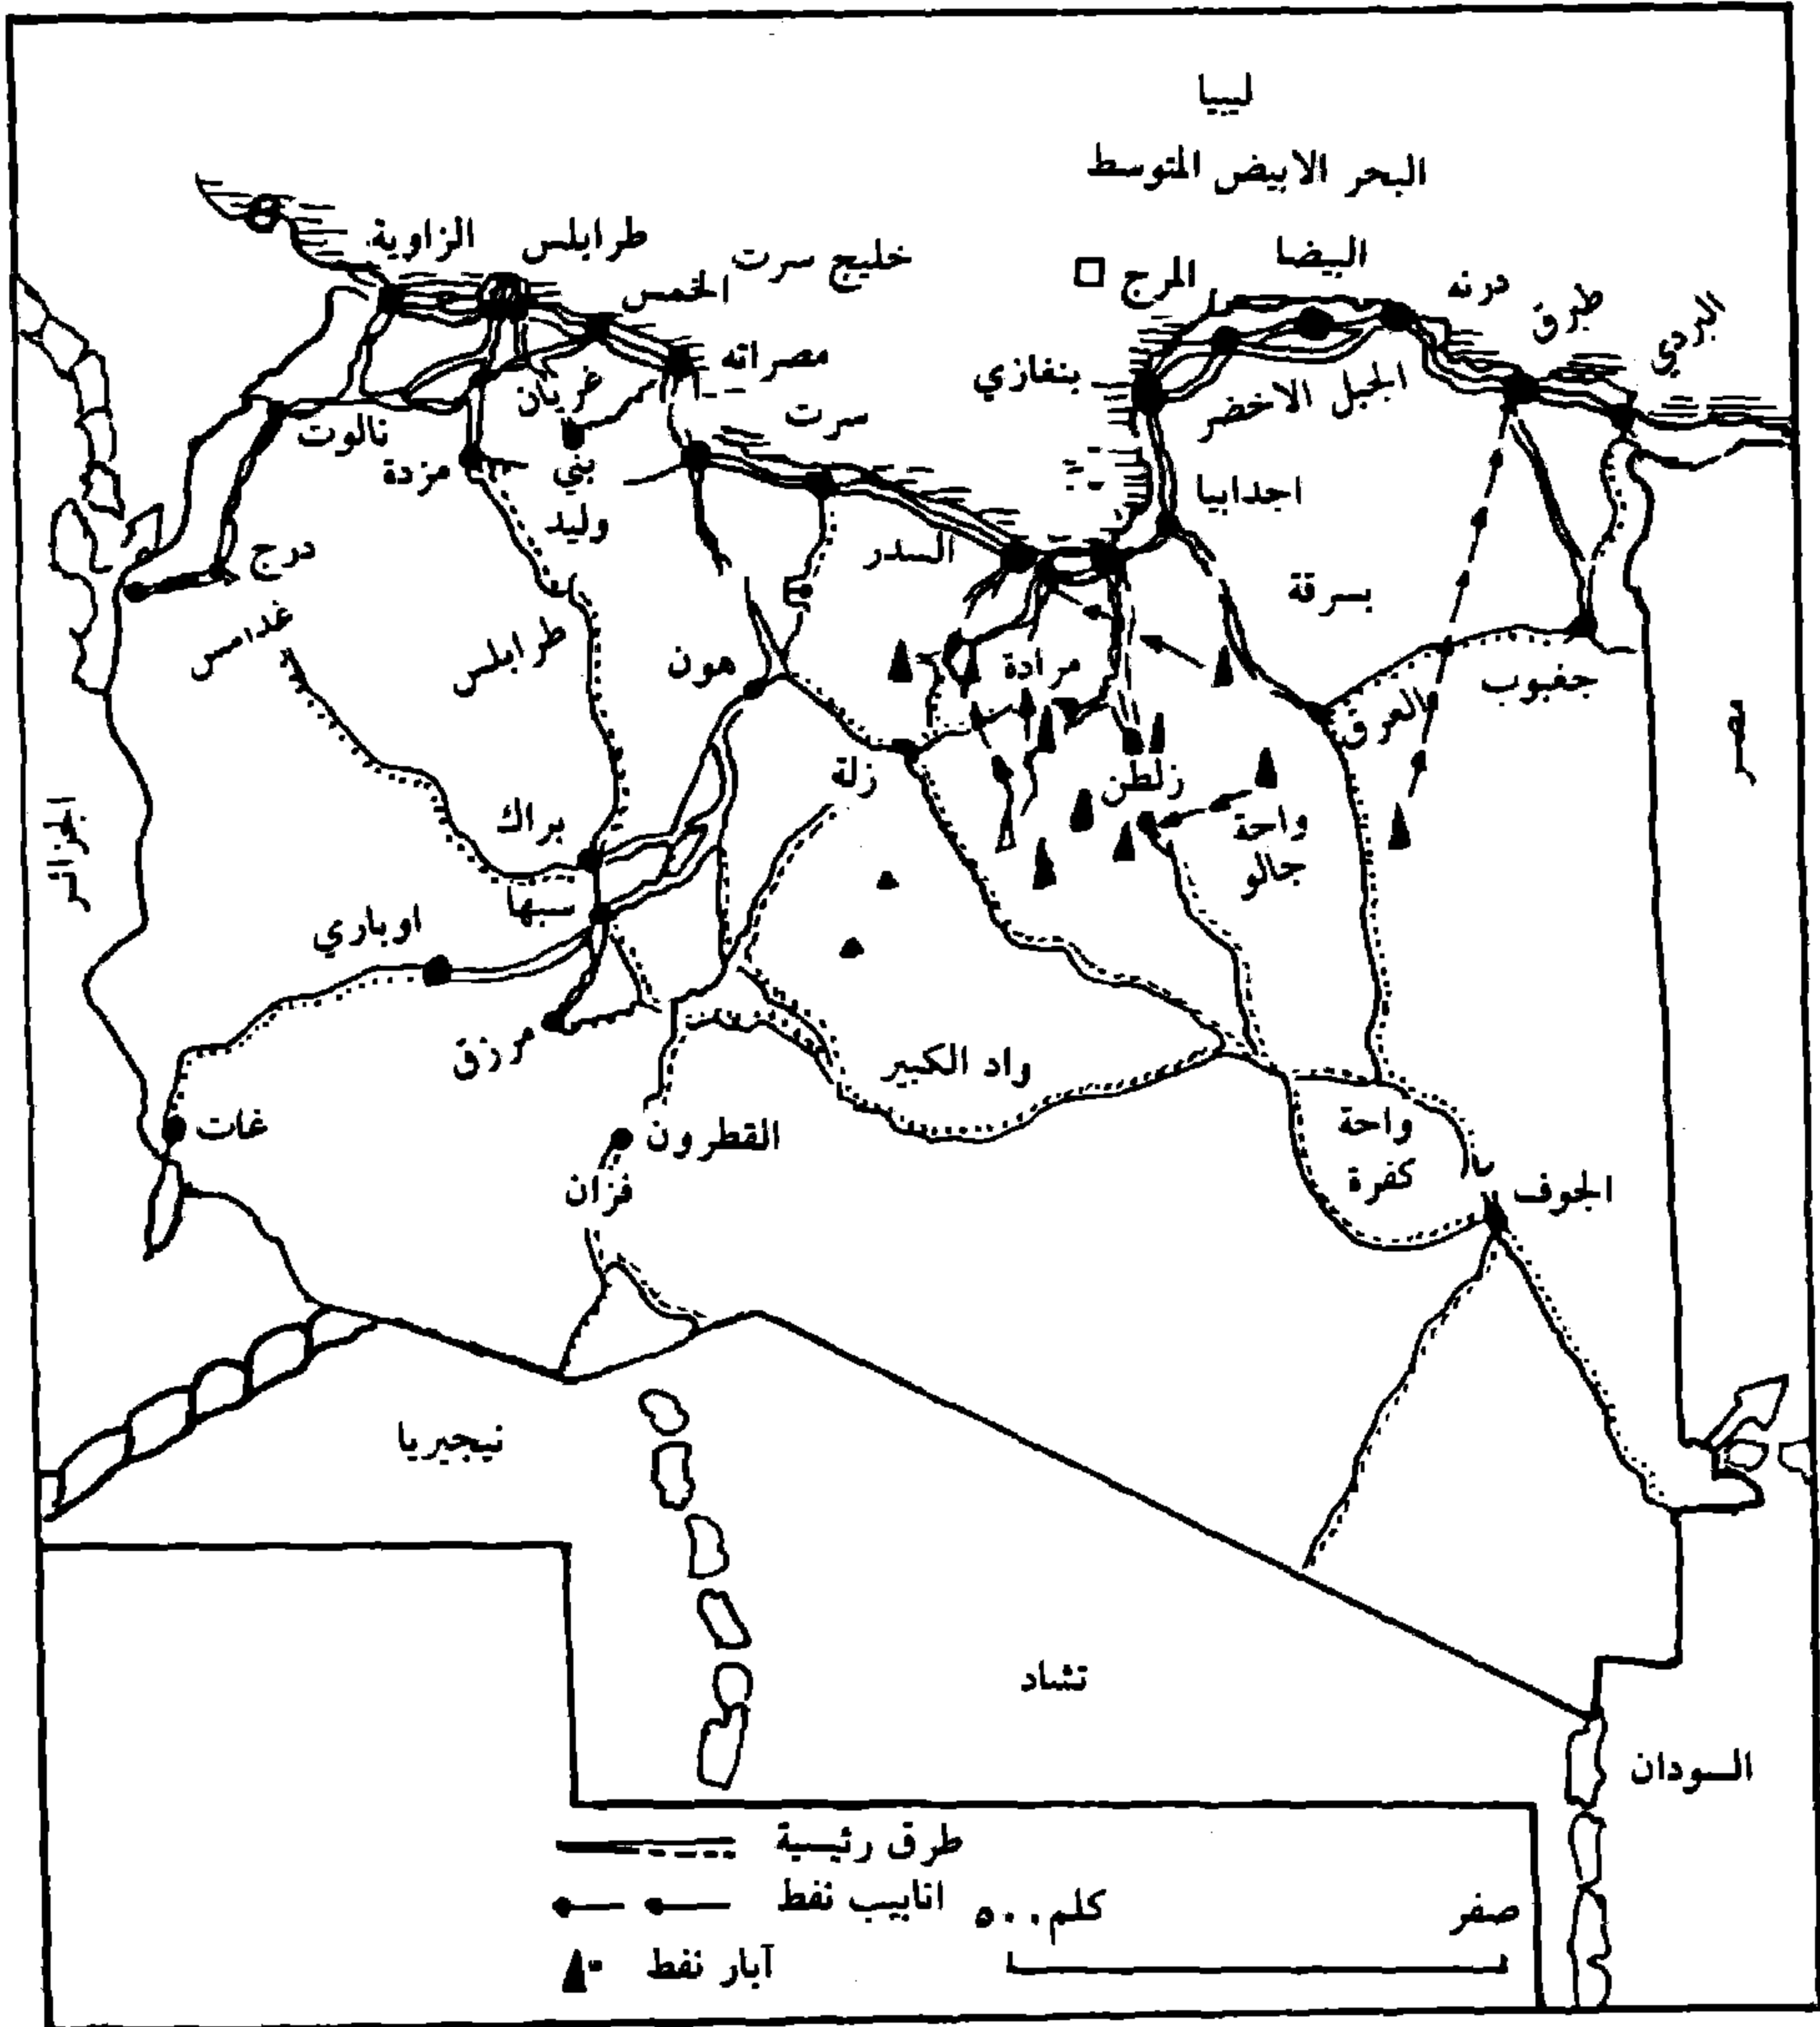 ليبيا
البحر الابيض المتوسط
الزاوية
طرابلس
خليج سرت
الخمس
المرج
البيضا
درنه
طبرق
البردي
مصراته
غريان
نالوت
مزدة
بني
وليد
سرت
بنغازي
الجبل الاخضر
اجدابيا
السدر
درج
غدامس
طرابلس
هون
مرادة
برقة
جغبوب
العرق
زلة
زلطن
واحة
جالو
براك
سبها
اوباري
مرزق
واد الكبير
غات
القطرون
فزان
واحة
كفرة
الجوف
نيجيريا
تشاد
السودان
طرق رئيسية
انابيب نفط
آبار نفط
صفر
كلم ٥٠٠